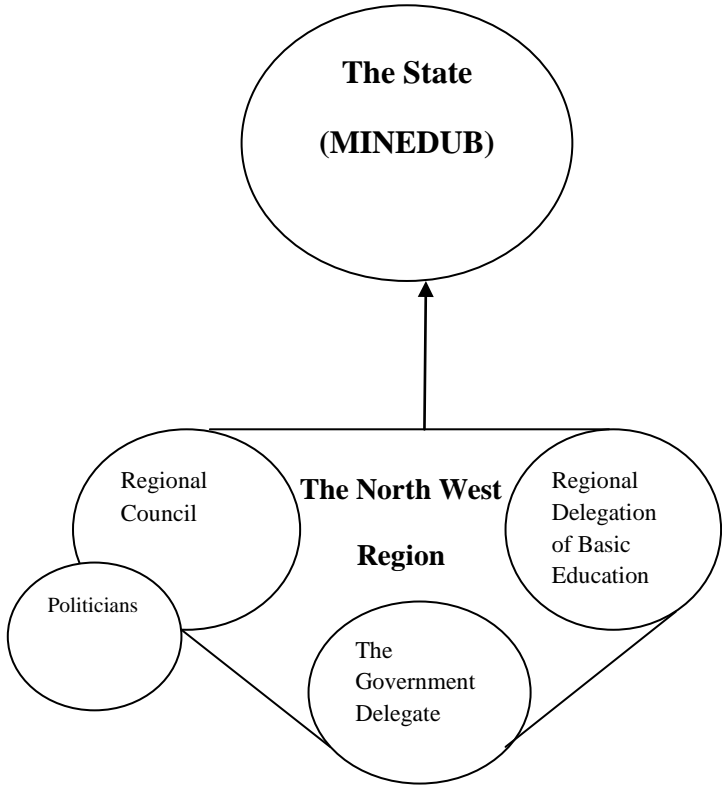 The State
(MINEDUB)
Regional
Council
The North West
Region
Regional
Delegation
of Basic
Education
Politicians
The
Government
Delegate